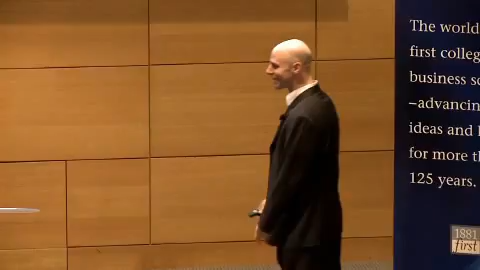 The world
first colleg
business s
–advancin
ideas and
for more t
125 years.
1881
first